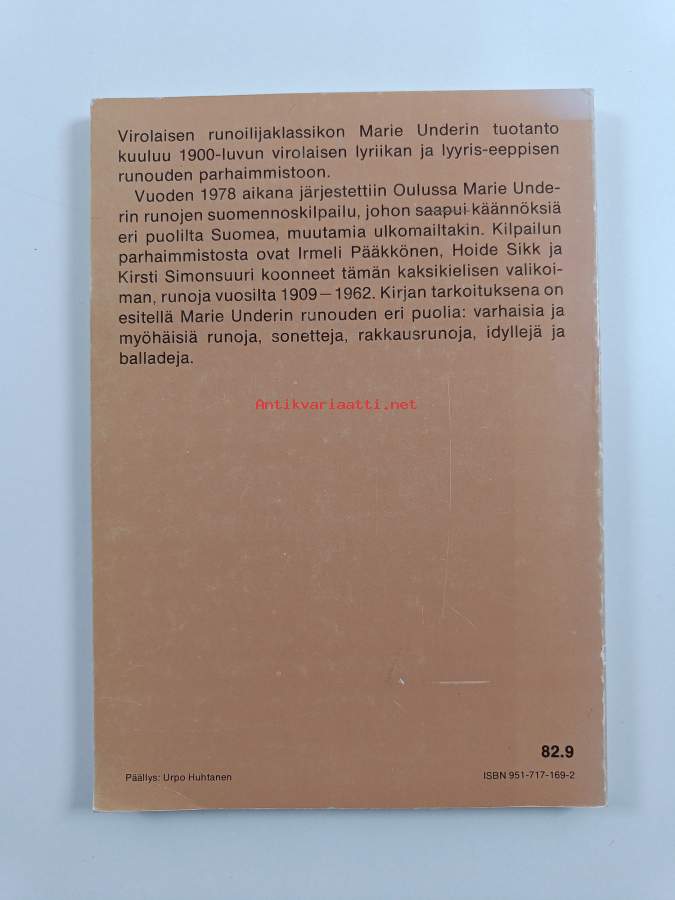 Virolaisen runoilijaklassikon Marie Underin tuotanto
kuuluu 1900-luvun virolaisen lyriikan ja lyyris-eeppisen
runouden parhaimmistoon.
Vuoden 1978 aikana järjestettiin Oulussa Marie Unde-
rin runojen suomennoskilpailu, johon saapui käännöksiä
eri puolilta Suomea, muutamia ulkomailtakin. Kilpailun
parhaimmistosta ovat Irmeli Pääkkönen, Hoide Sikk ja
Kirsti Simonsuuri koonneet tämän kaksikielisen valikoi-
man, runoja vuosilta 1909–1962. Kirjan tarkoituksena on
esitellä Marie Underin runouden eri puolia: varhaisia ja
myöhäisiä runoja, sonetteja, rakkausrunoja, idyllejä ja
balladeja.
Antikvariaatti.net
82.9
Päällys: Urpo Huhtanen
ISBN 951-717-169-2